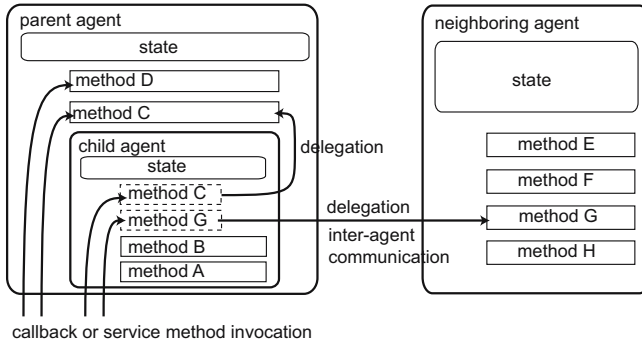 parent agent
state
method D
method C
child agent
state
method C
method G
method B
method A
delegation
delegation
inter-agent
communication
neighboring agent
state
method E
method F
method G
method H
callback or service method invocation